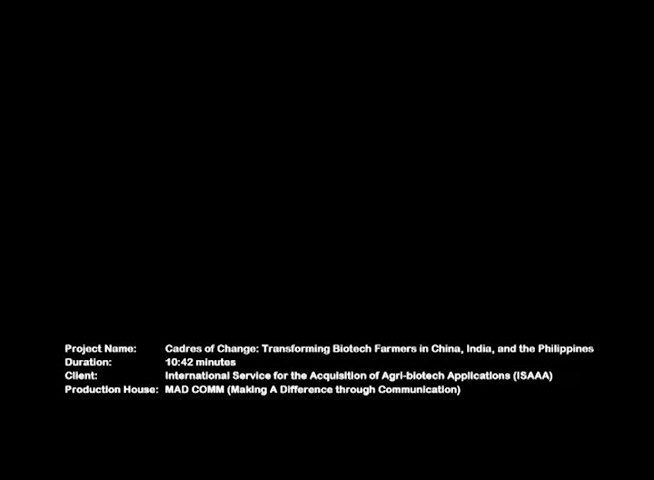 Project Name: Cadres of Change: Transforming Biotech Farmers in China, India, and the Philippines
Duration: 10:42 minutes
Client: International Service for the Acquisition of Agri-biotech Applications (ISAAA)
Production House: MAD COMM (Making A Difference through Communication)